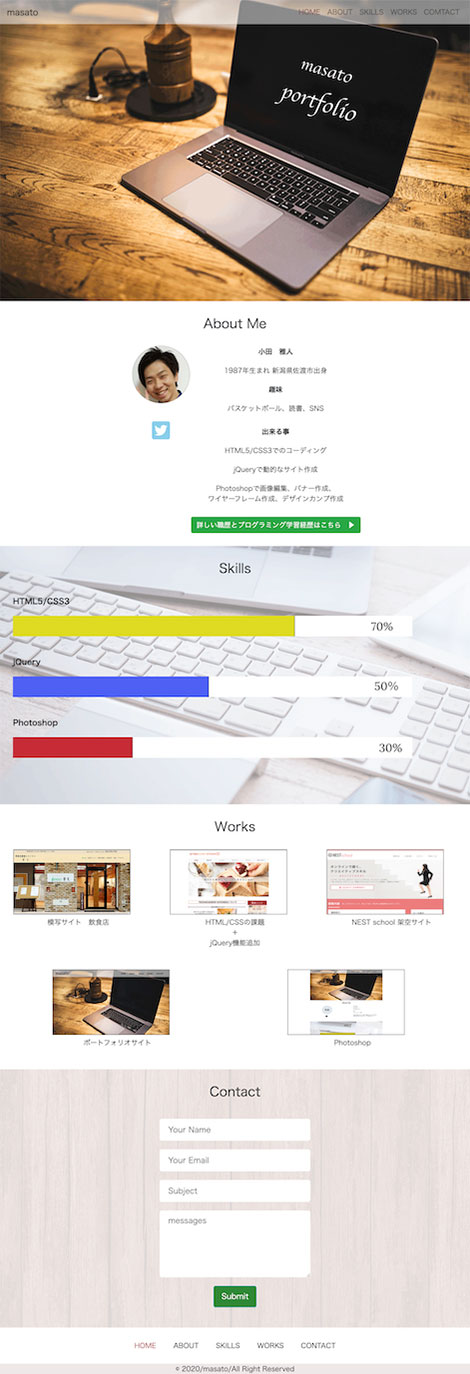 masato
HOME ABOUT SKILLS WORKS COMTACT
masato
portfolio
About Me
小田　雅人
1987年生まれ 新潟県佐渡市出身
趣味
バスケットボール、読書、SNS
出来る事
HTML5/CSS3でのコーディング
jQueryで動的なサイト作成
Photoshopで画像編集、バナー作成、
ワイヤーフレーム作成、デザインカンプ作成
詳しい職歴とプログラミング学習経歴はこちら ▶
Skills
HTML5/CSS3
70%
jQuery
50%
Photoshop
30%
Works
模写サイト　飲食店
HTML/CSSの課題
+
jQuery機能追加
NEST school 架空サイト
ポートフォリオサイト
Photoshop
Contact
Your Name
Your Email
Subject
messages
Submit
HOME ABOUT SKILLS WORKS CONTACT
© 2020/masato/All Right Reserved